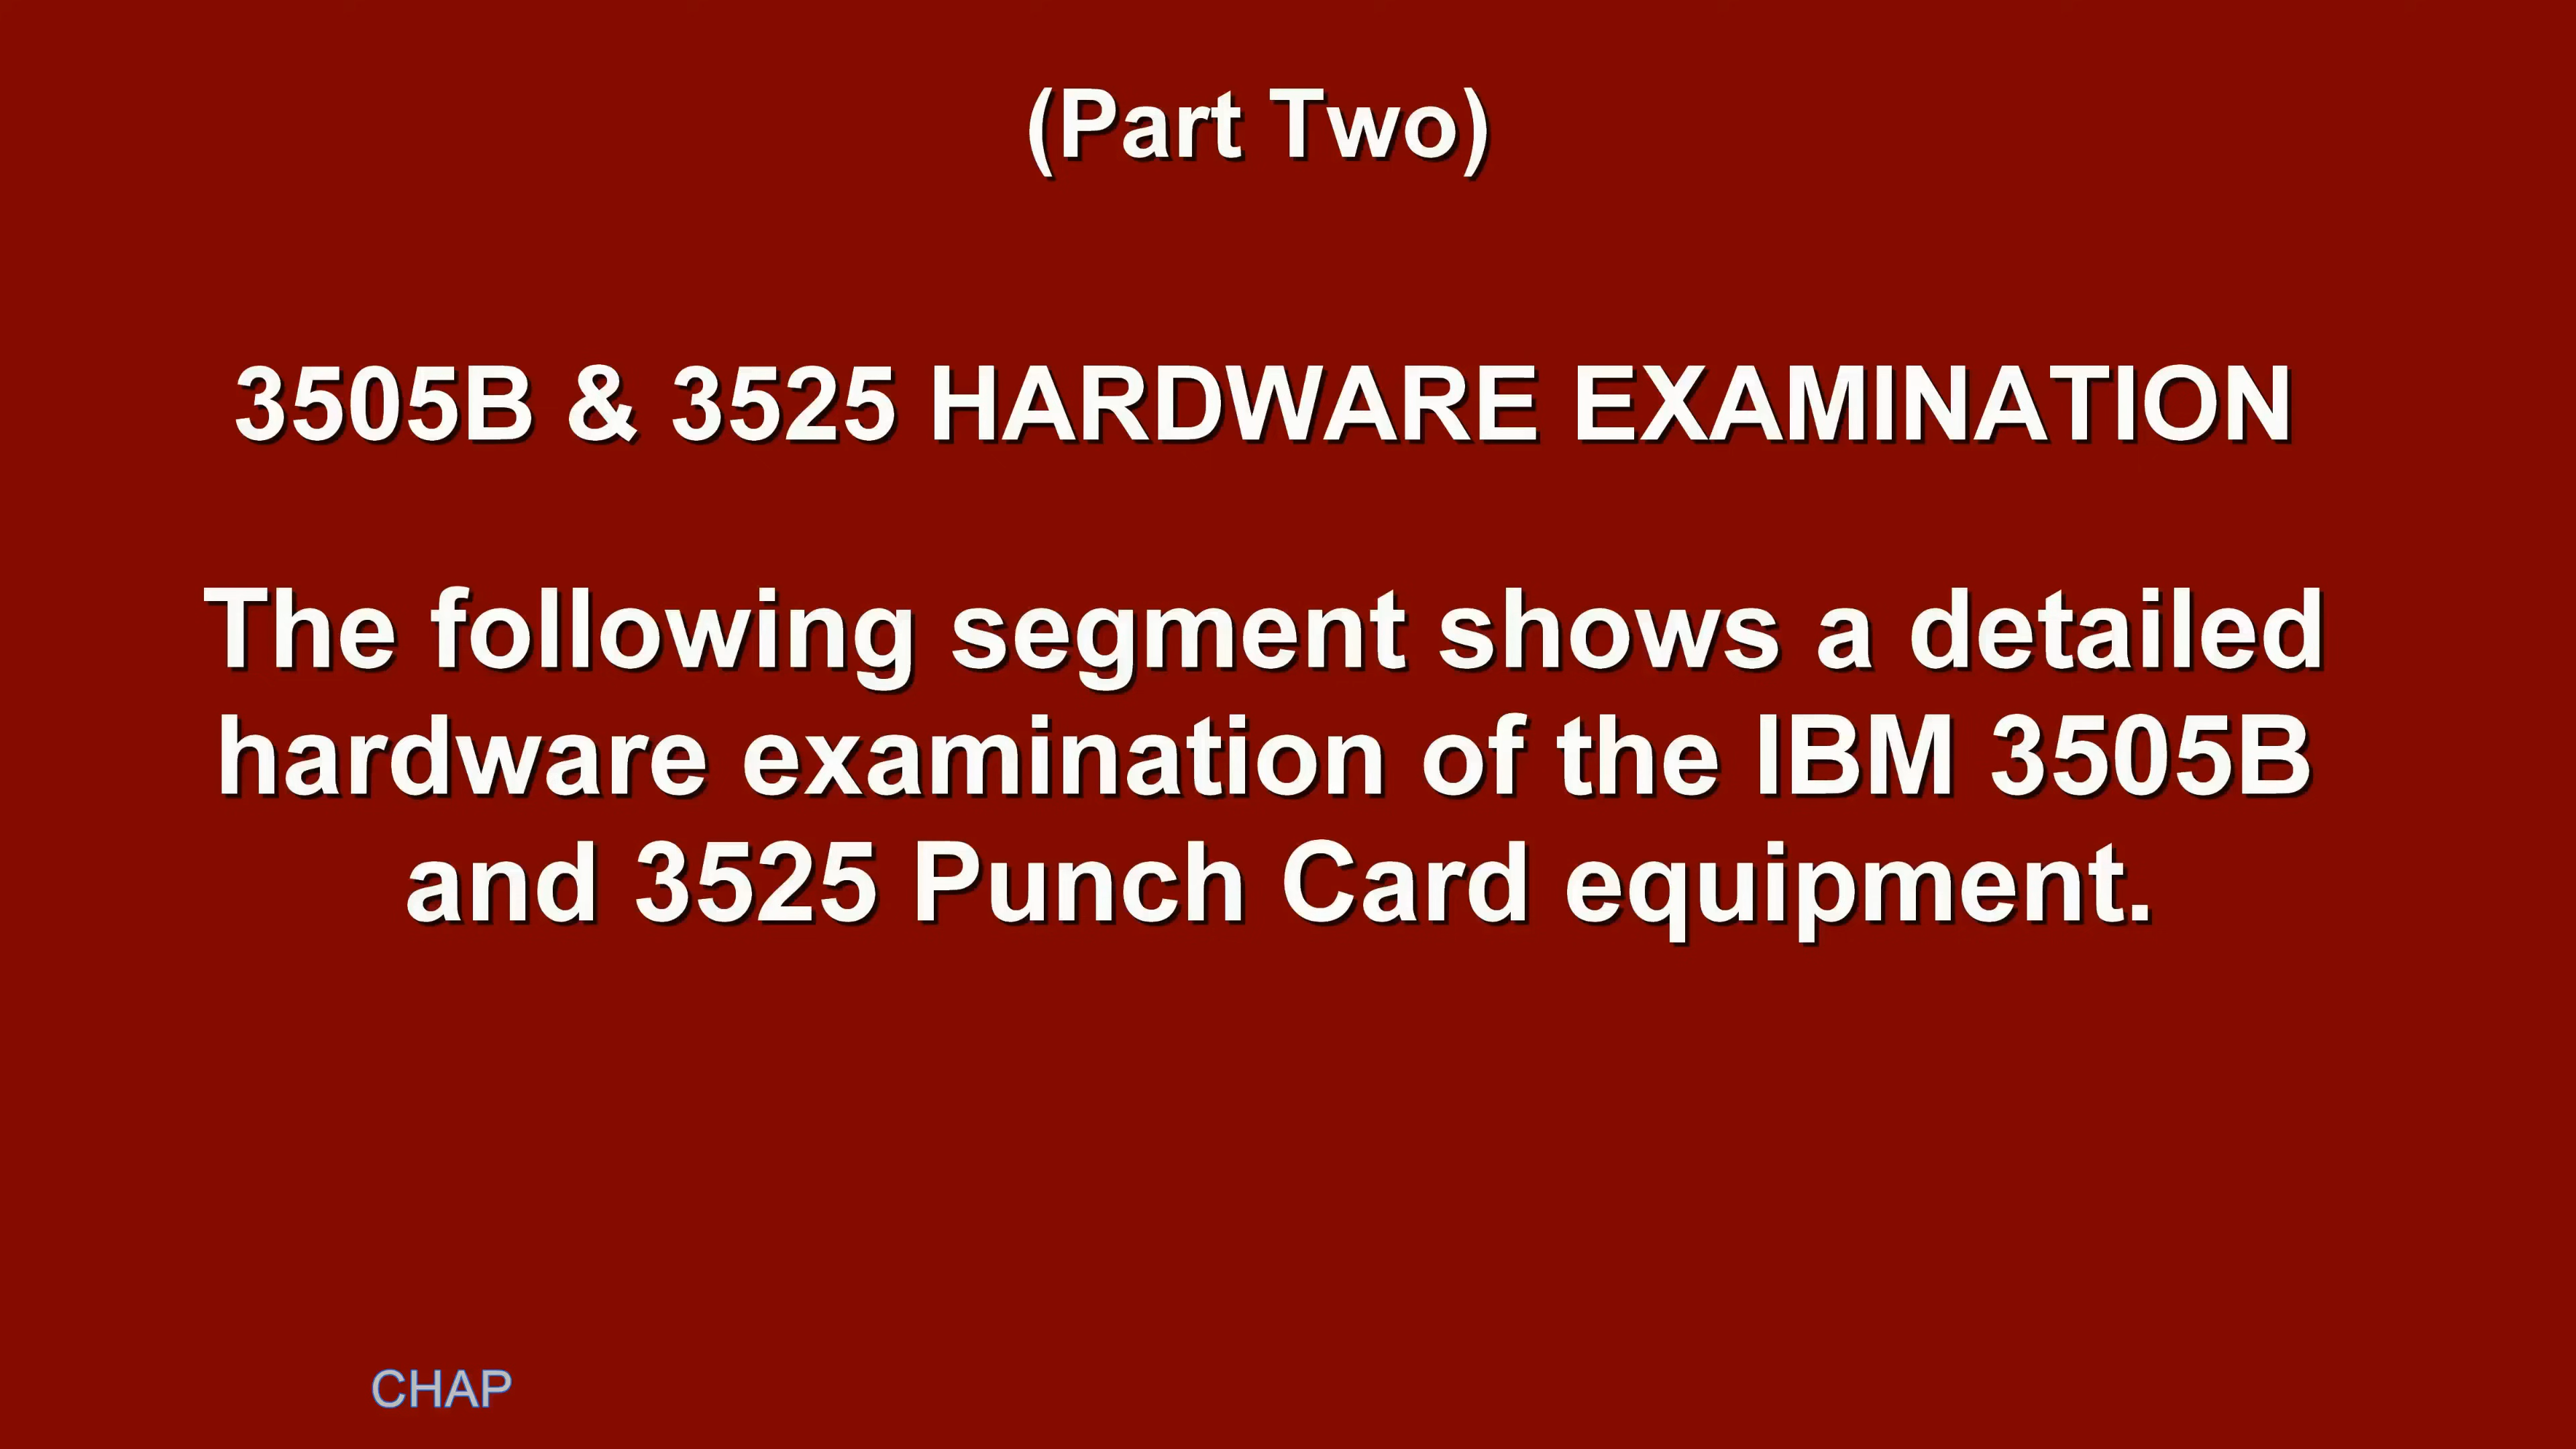 (Part Two)
3505B & 3525 HARDWARE EXAMINATION
The following segment shows a detailed
hardware examination of the IBM 3505B
and 3525 Punch Card equipment.
CHAP